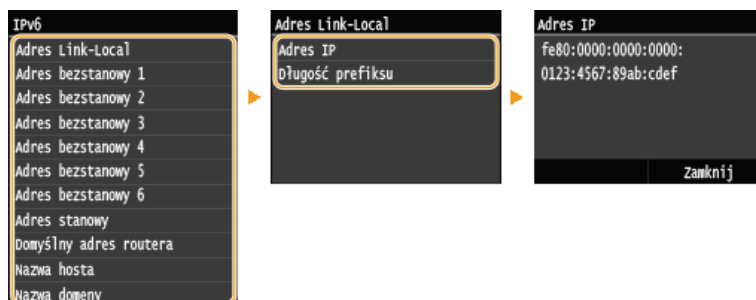 IPv6
Adres Link-Local
Adres bezstanowy 1
Adres bezstanowy 2
Adres bezstanowy 3
Adres bezstanowy 4
Adres bezstanowy 5
Adres bezstanowy 6
Adres stanowy
Domyślny adres routera
Nazwa hosta
Nazwa domeny
Adres Link-Local
Adres IP
Długość prefiksu
Adres IP
fe80:0000:0000:0000:
0123:4567:89ab:cdef
Zamknij